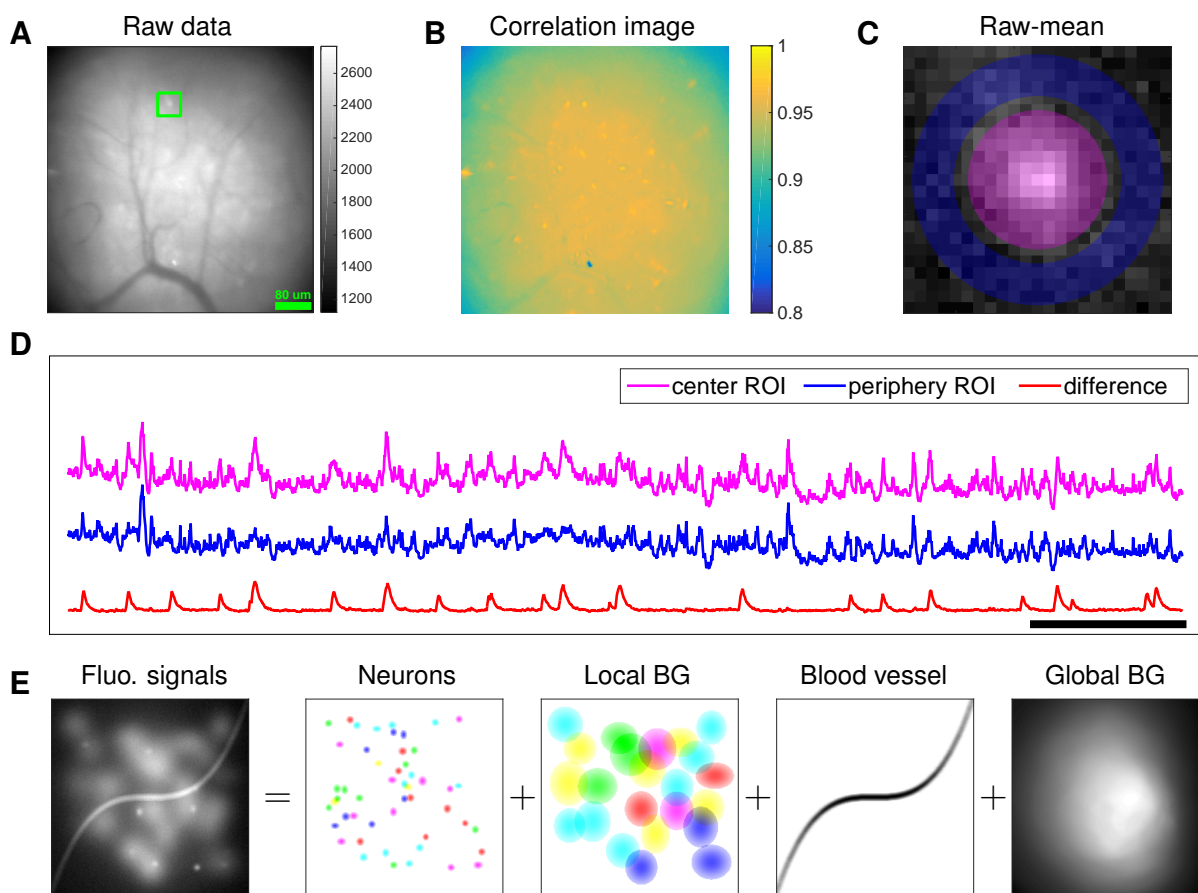 A
Raw data
2600
2400
2200
2000
1800
1600
1400
1200
80 um
B
Correlation image
1
0.95
0.9
0.85
0.8
C
Raw-mean
D
center ROI
periphery ROI
difference
E
Fluo. signals
=
Neurons
+
Local BG
+
Blood vessel
+
Global BG